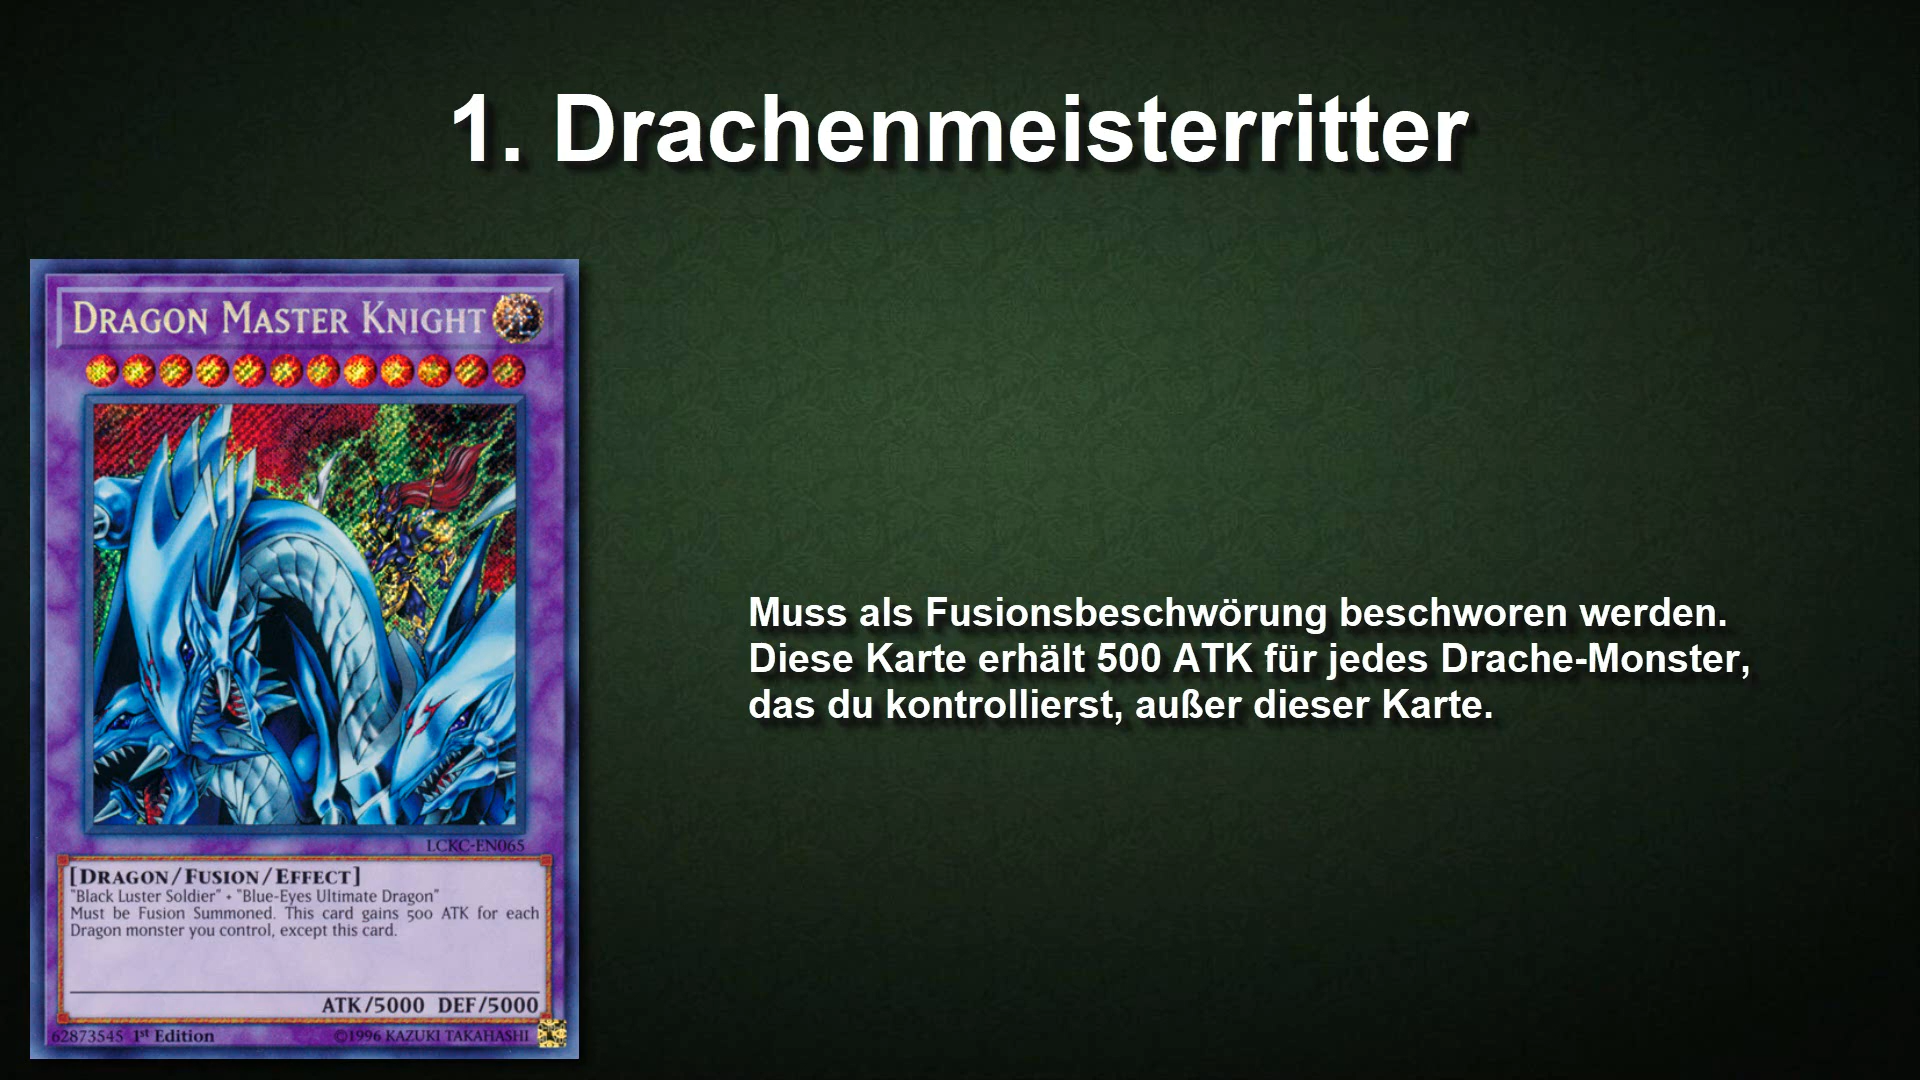 1. Drachenmeisterritter
DRAGON MASTER KNIGHT
LCKC-EN065
[DRAGON/FUSION/EFFECT]
"Black Luster Soldier" + "Blue-Eyes Ultimate Dragon"
Must be Fusion Summoned. This card gains 500 ATK for each
Dragon monster you control, except this card.
ATK/5000 DEF/5000
62873545 1st Edition
©1996 KAZUKI TAKAHASHI
Muss als Fusionsbeschwörung beschworen werden.
Diese Karte erhält 500 ATK für jedes Drache-Monster,
das du kontrollierst, außer dieser Karte.